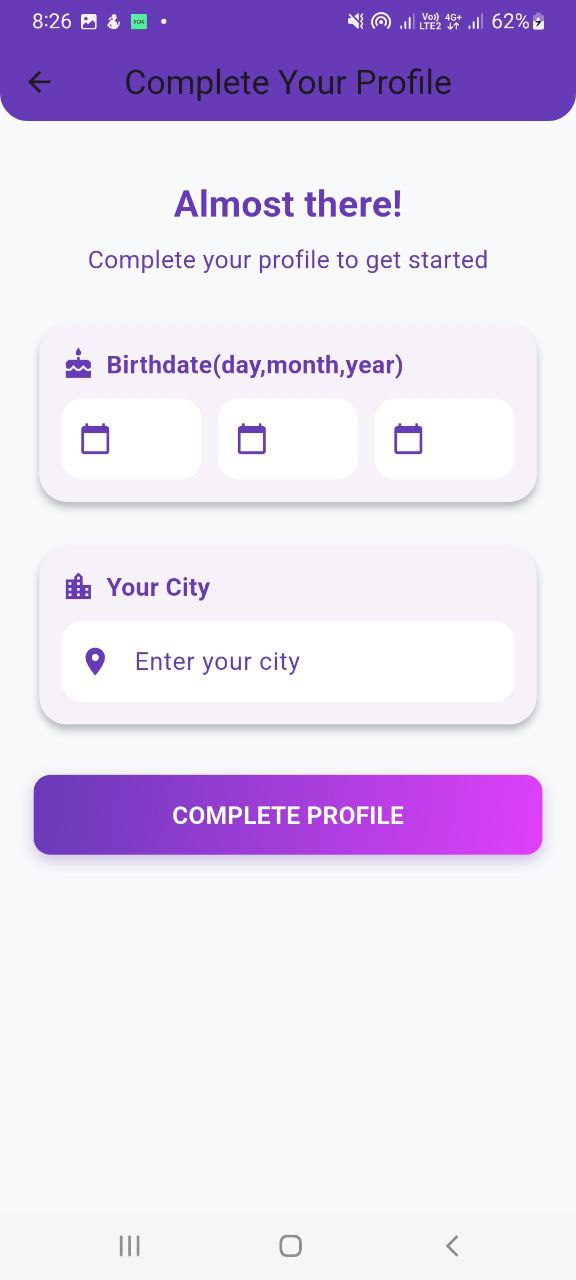 8:26
Vo)) LTE2 4G+ 62%
Complete Your Profile
Almost there!
Complete your profile to get started
Birthdate(day,month,year)
Your City
Enter your city
COMPLETE PROFILE